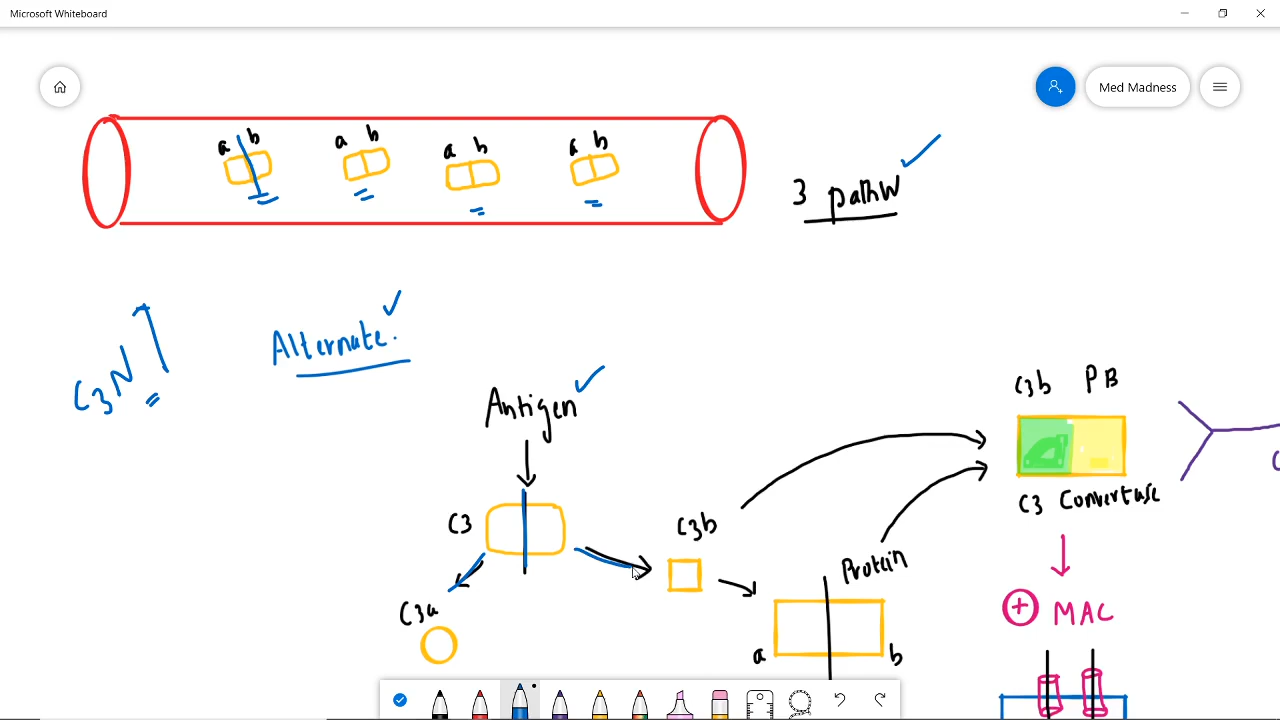 Microsoft Whiteboard
Med Madness
a b
a b
a b
a b
3 pathw
C3N
Alternate.
Antigen
C3b PB
C3 Convertase
C3
C3b
Protein
C3a
a b
+ MAC